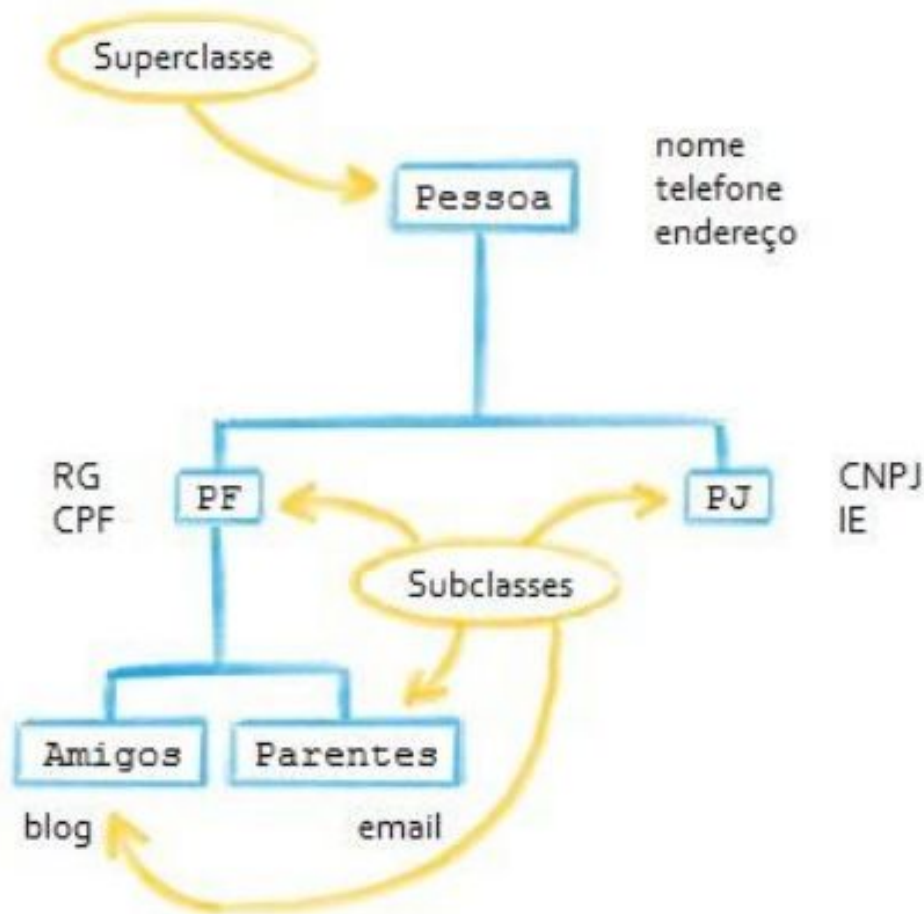 Superclasse
Pessoa
nome
telefone
endereço
RG
CPF
PF
PJ
CNPJ
IE
Subclasses
Amigos
Parentes
blog
email